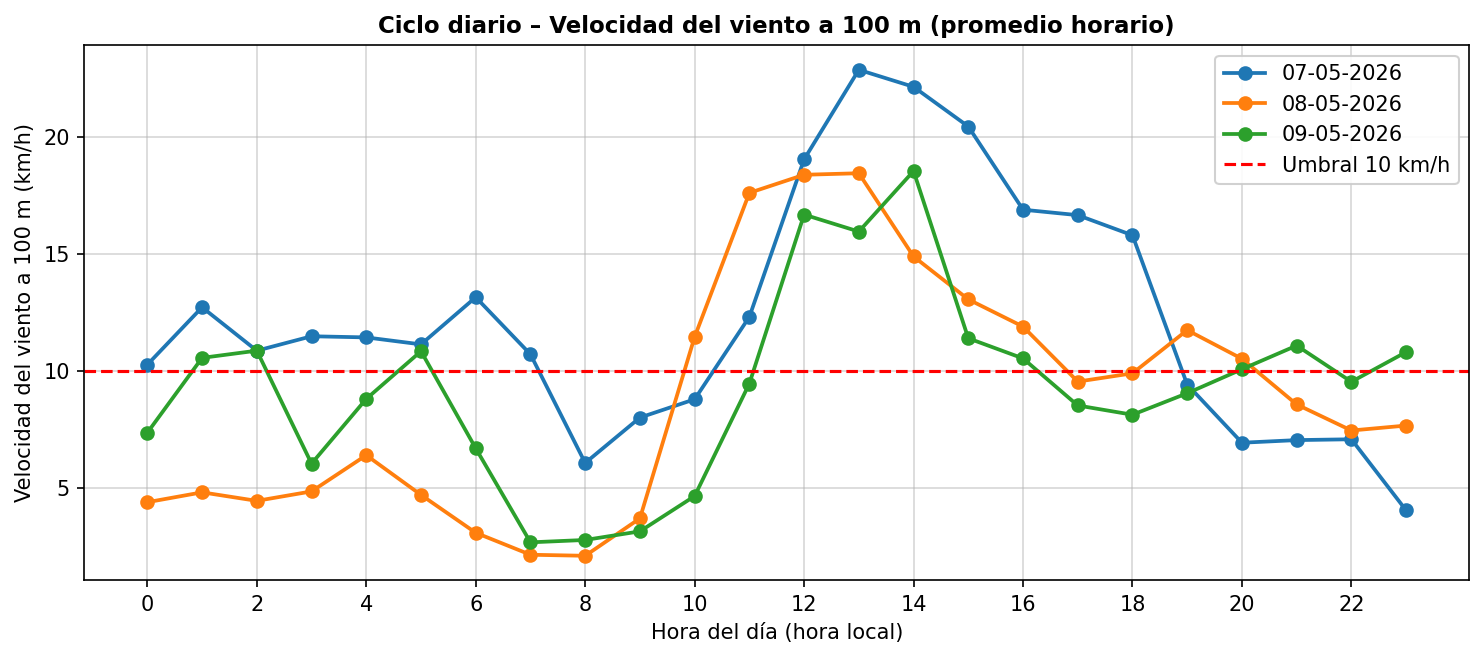 Ciclo diario – Velocidad del viento a 100 m (promedio horario)
Velocidad del viento a 100 m (km/h)
20
15
10
5
07-05-2026
08-05-2026
09-05-2026
Umbral 10 km/h
0 2 4 6 8 10 12 14 16 18 20 22
Hora del día (hora local)